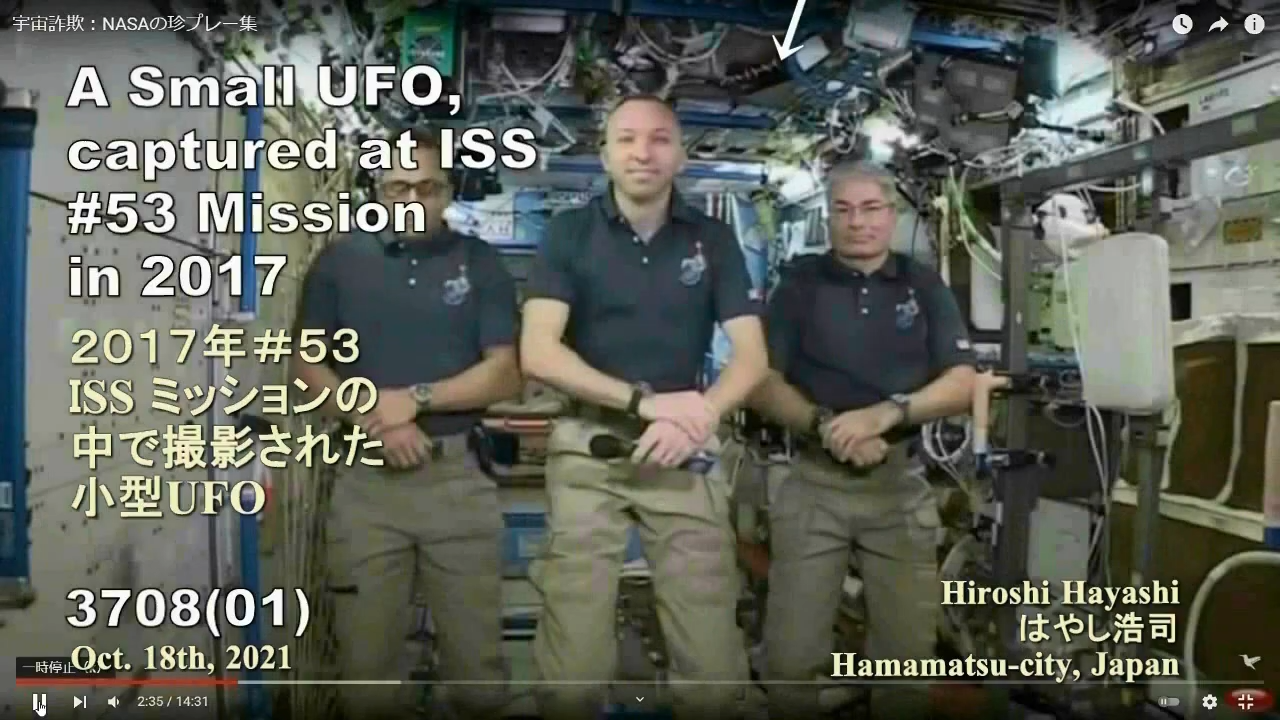 宇宙詐欺：NASAの珍プレー集
A Small UFO,
captured at ISS
#53 Mission
in 2017
２０１７年＃５３
ISS ミッションの
中で撮影された
小型UFO
3708(01)
Oct. 18th, 2021
Hiroshi Hayashi
はやし浩司
Hamamatsu-city, Japan
一時停止
2:35 / 14:31